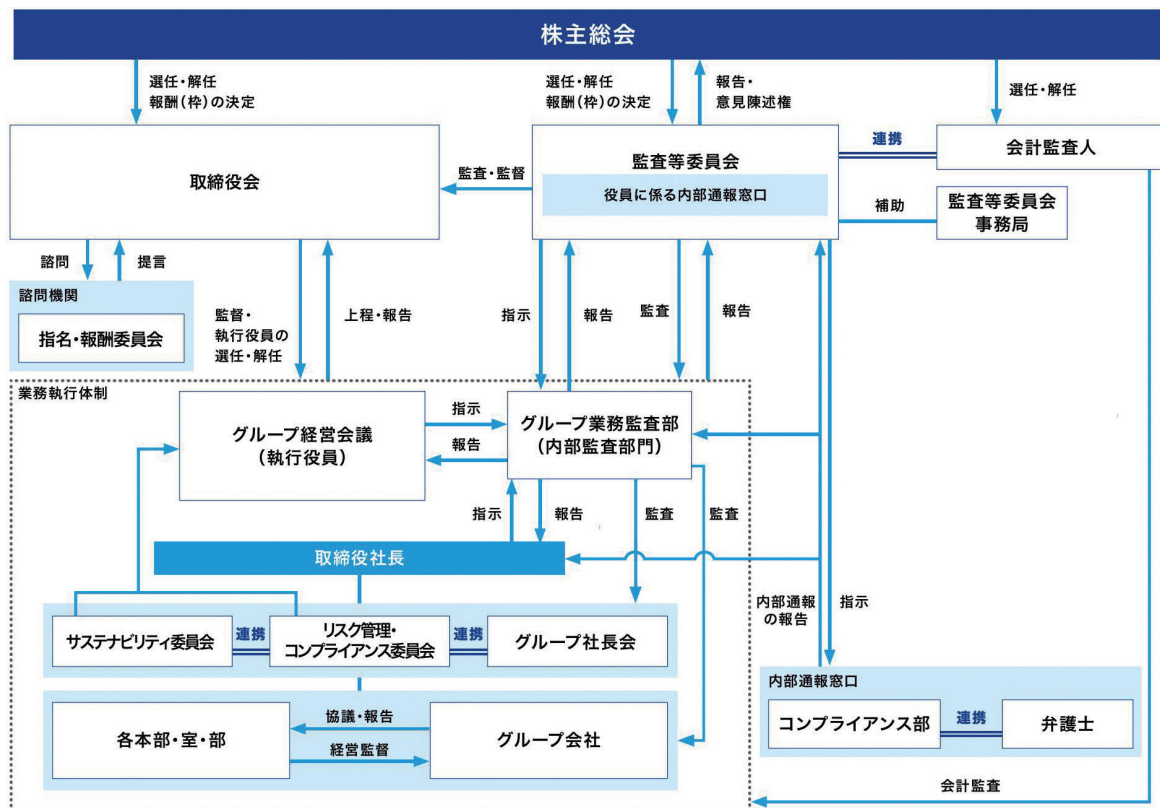 株主総会
選任・解任
報酬(枠)の決定
選任・解任
報酬(枠)の決定
報告・
意見陳述権
選任・解任
取締役会
監査・監督
監査等委員会
役員に係る内部通報窓口
連携
会計監査人
補助
監査等委員会
事務局
諮問
提言
諮問機関
指名・報酬委員会
監督・
執行役員の
選任・解任
上程・報告
指示
報告
監査
報告
業務執行体制
グループ経営会議
(執行役員)
指示
報告
グループ業務監査部
(内部監査部門)
指示
報告
監査
監査
取締役社長
内部通報
の報告
指示
サステナビリティ委員会
連携
リスク管理・
コンプライアンス委員会
連携
グループ社長会
内部通報窓口
コンプライアンス部
連携
弁護士
各本部・室・部
協議・報告
経営監督
グループ会社
会計監査